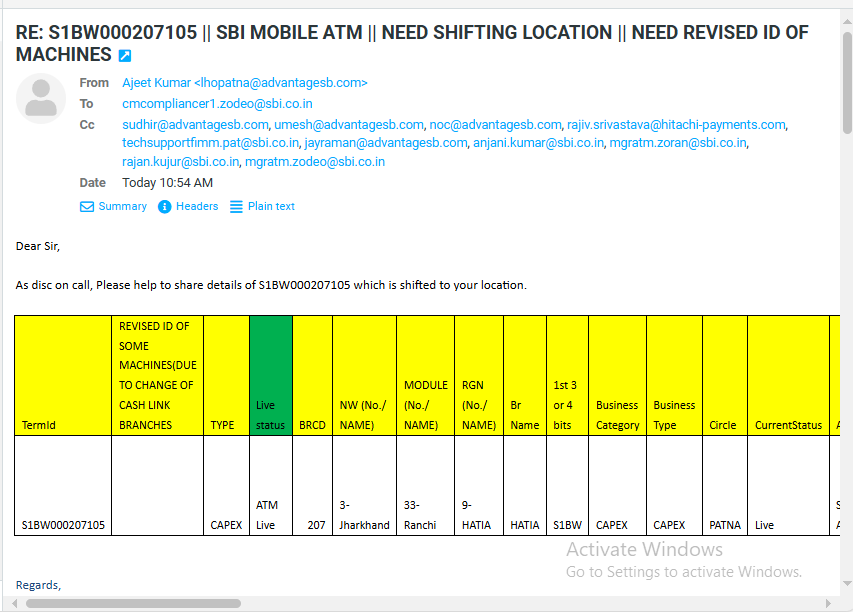 RE: S1BW000207105 || SBI MOBILE ATM || NEED SHIFTING LOCATION || NEED REVISED ID OF
MACHINES
From Ajeet Kumar <lhopatna@advantagesb.com>
To cmcompliancer1.zodeo@sbi.co.in
Cc sudhir@advantagesb.com, umesh@advantagesb.com, noc@advantagesb.com, rajiv.srivastava@hitachi-payments.com,
techsupportfimm.pat@sbi.co.in, jayraman@advantagesb.com, anjani.kumar@sbi.co.in, mgratm.zoran@sbi.co.in,
rajan.kujur@sbi.co.in, mgratm.zodeo@sbi.co.in
Date Today 10:54 AM
Summary Headers Plain text
Dear Sir,
As disc on call, Please help to share details of S1BW000207105 which is shifted to your location.
REVISED ID OF
SOME
MACHINES(DUE
TO CHANGE OF MODULE RGN 1st 3
CASH LINK Live NW (No./ (No./ (No./ Br or 4 Business Business
TermId BRANCHES TYPE status BRCD NAME) NAME) NAME) Name bits Category Type Circle CurrentStatus A
ATM 3- 33- 9- S
S1BW000207105 CAPEX Live 207 Jharkhand Ranchi HATIA HATIA S1BW CAPEX CAPEX PATNA Live A
Activate Windows
Go to Settings to activate Windows.
Regards,